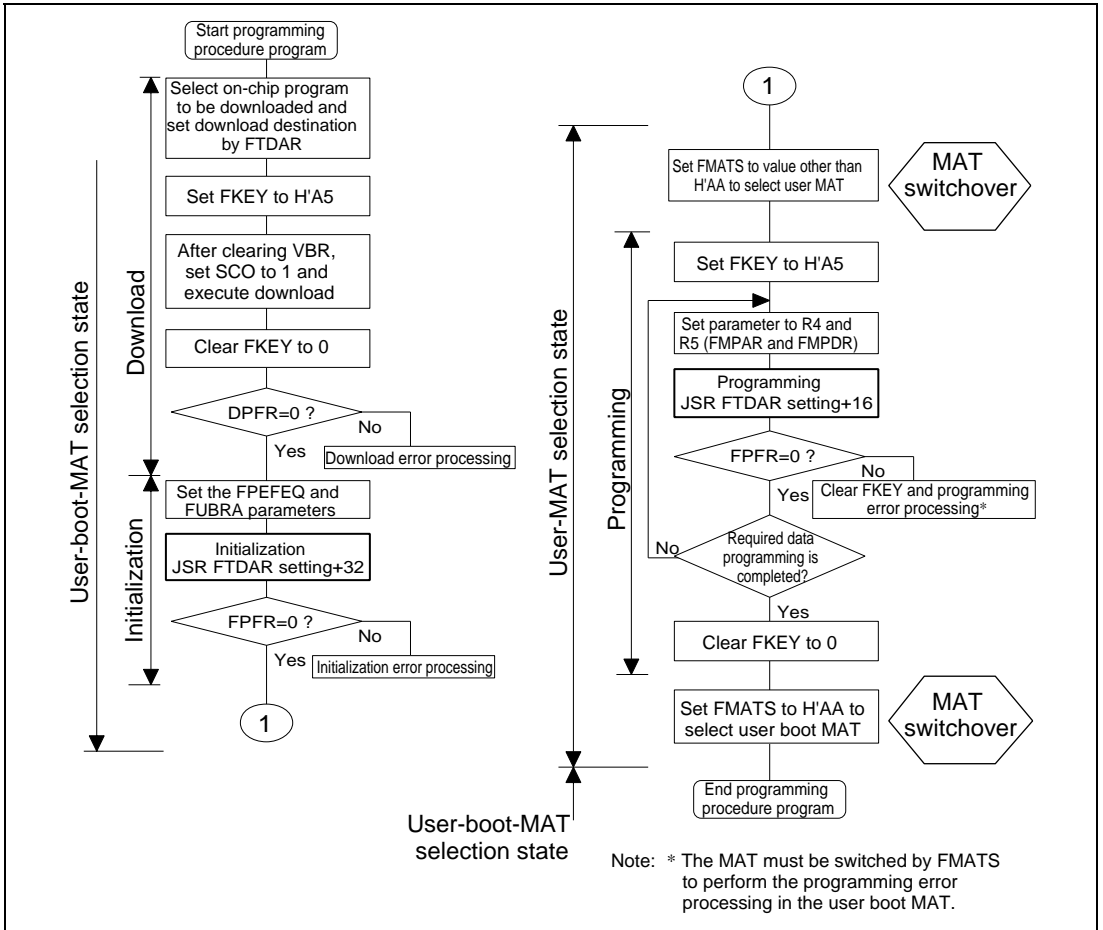 Start programming
procedure program
Select on-chip program
to be downloaded and
set download destination
by FTDAR
Set FKEY to H'A5
After clearing VBR,
set SCO to 1 and
execute download
Clear FKEY to 0
DPFR=0 ?
No
Yes
Download error processing
Set the FPEFEQ and
FUBRA parameters
Initialization
JSR FTDAR setting+32
FPFR=0 ?
No
Yes
Initialization error processing
1
Download
Initialization
User-boot-MAT selection state
1
Set FMATS to value other than
H'AA to select user MAT
MAT
switchover
Set FKEY to H'A5
Set parameter to R4 and
R5 (FMPAR and FMPDR)
Programming
JSR FTDAR setting+16
FPFR=0 ?
No
Yes
Clear FKEY and programming
error processing*
Required data
programming is
completed?
No
Yes
Clear FKEY to 0
Set FMATS to H'AA to
select user boot MAT
MAT
switchover
End programming
procedure program
Programming
User-MAT selection state
User-boot-MAT
selection state
Note: * The MAT must be switched by FMATS
to perform the programming error
processing in the user boot MAT.